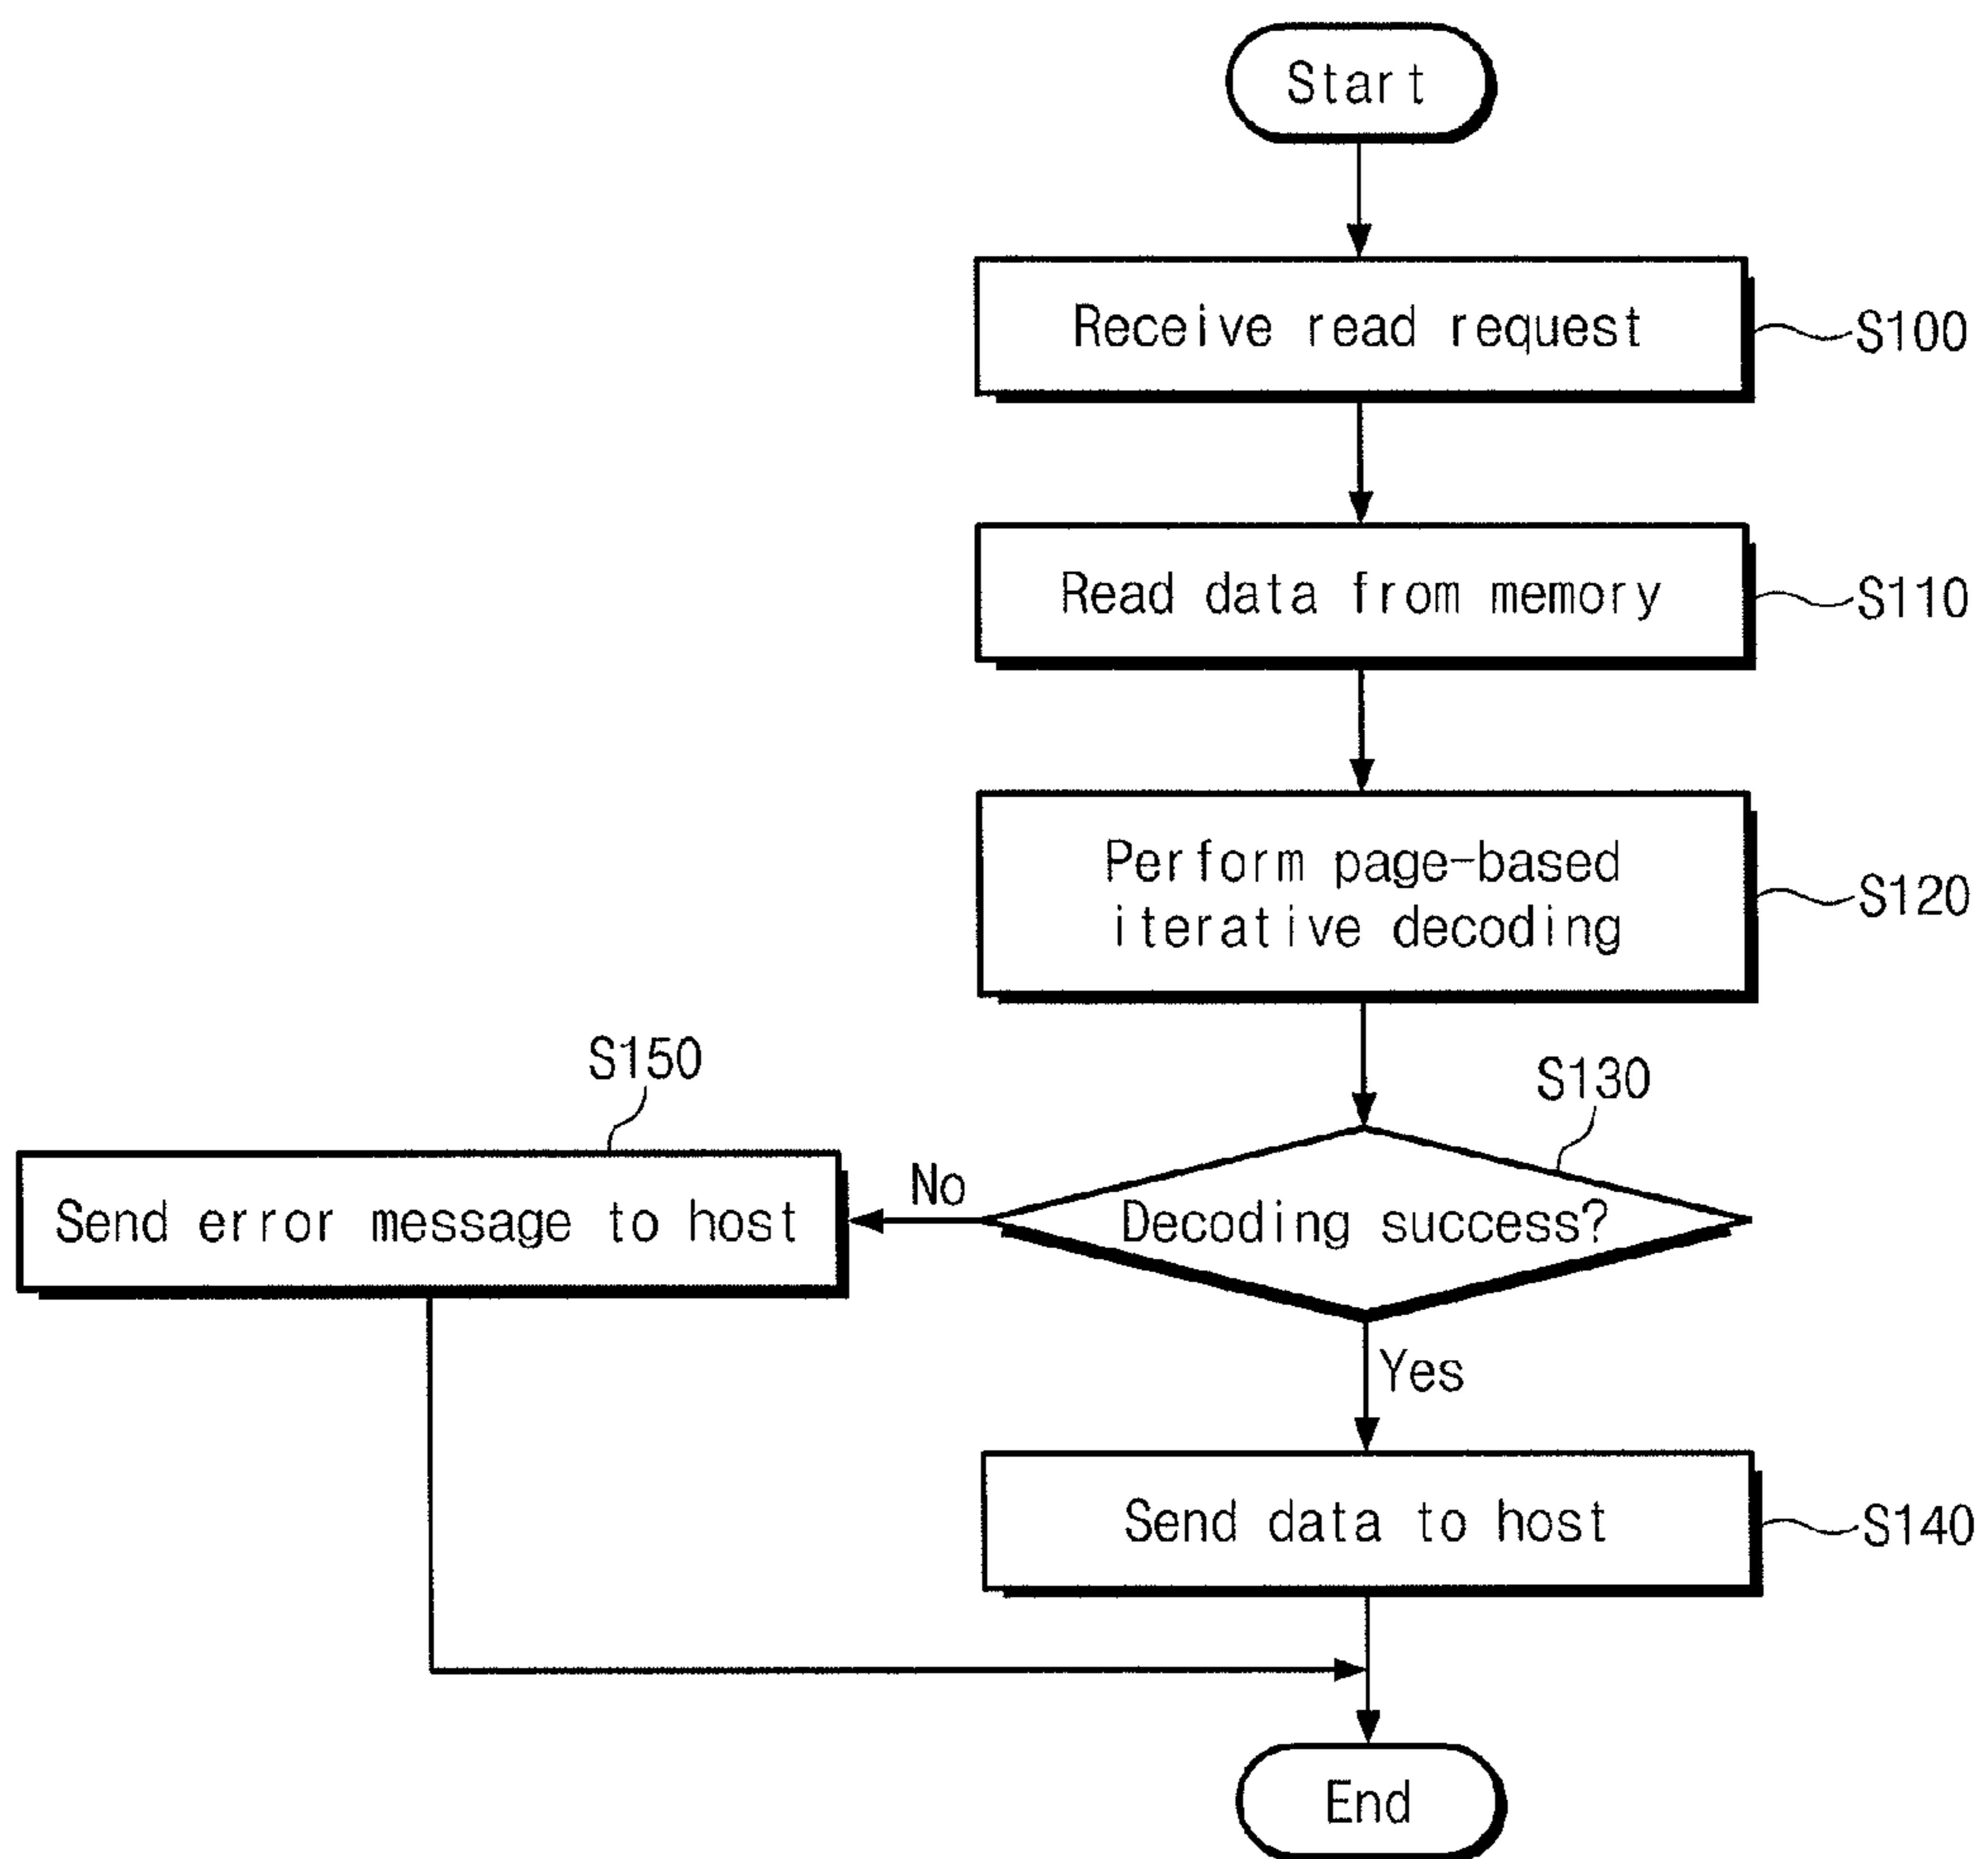 Start
Receive read request
S100
Read data from memory
S110
Perform page-based
iterative decoding
S120
S150
S130
Send error message to host
No
Decoding success?
Yes
Send data to host
S140
End